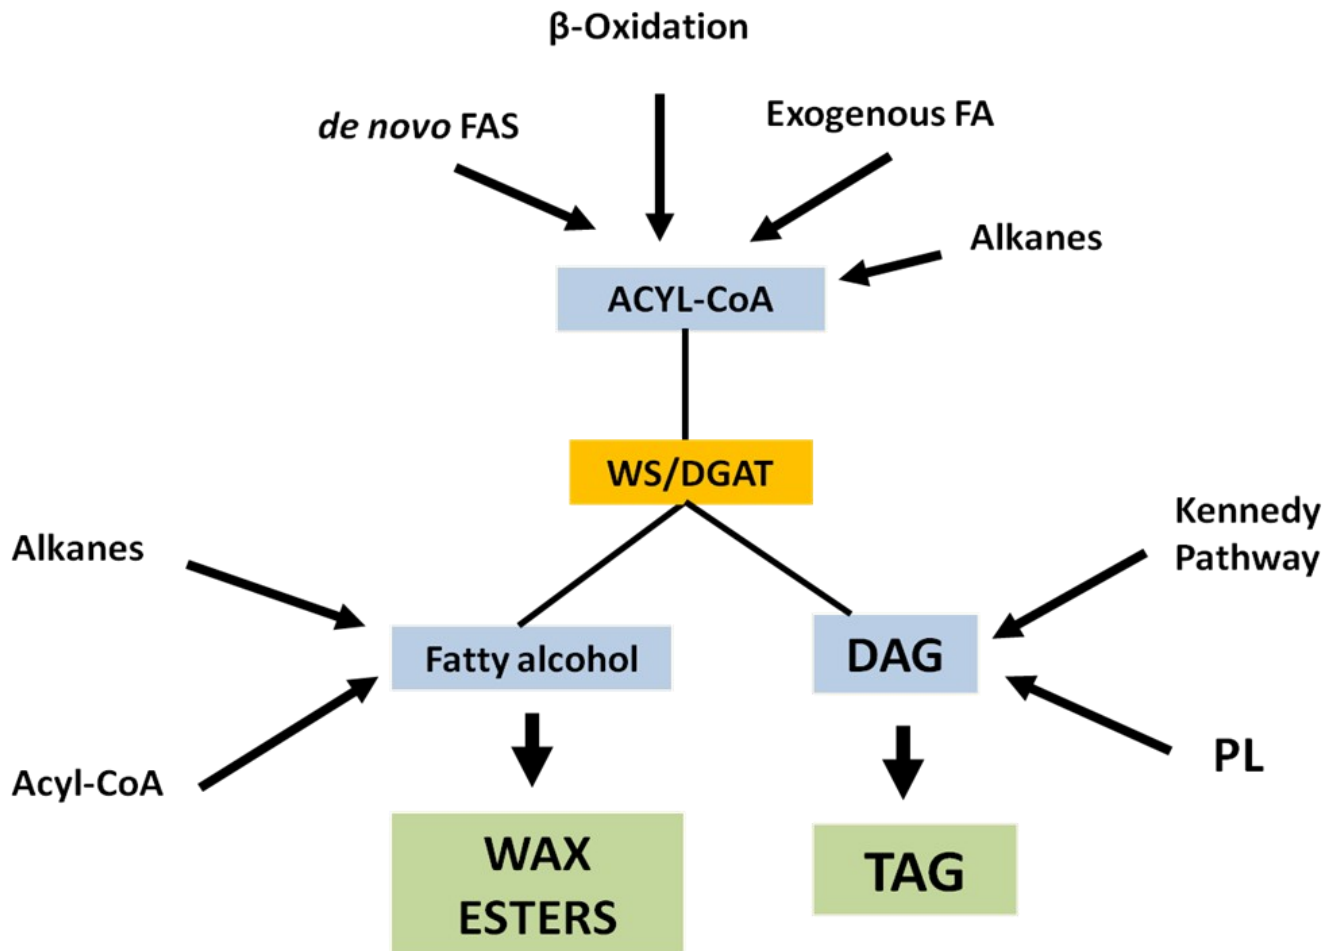 β-Oxidation
de novo FAS
Exogenous FA
Alkanes
ACYL-CoA
WS/DGAT
Kennedy
Pathway
Alkanes
Fatty alcohol
DAG
PL
Acyl-CoA
WAX
ESTERS
TAG